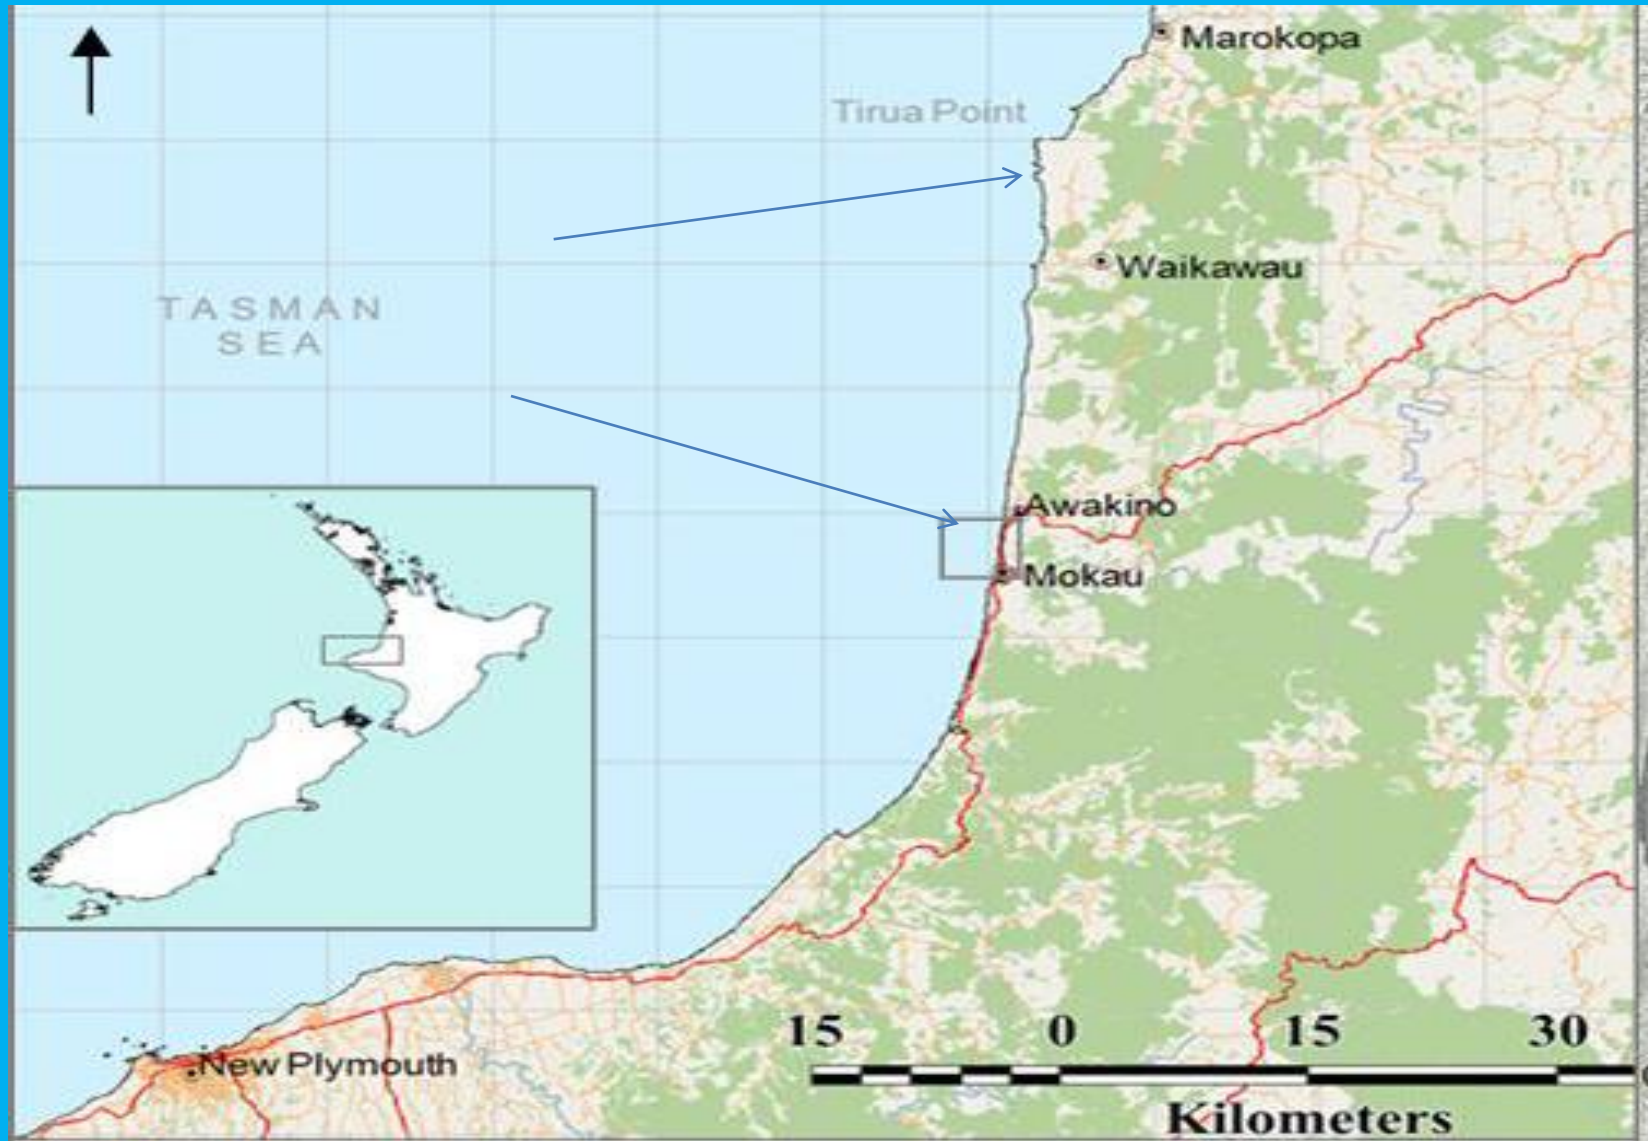 Marokopa
Tirua Point
Waikawau
TASMAN
SEA
Awakino
Mokau
15 0 15 30
New Plymouth
Kilometers